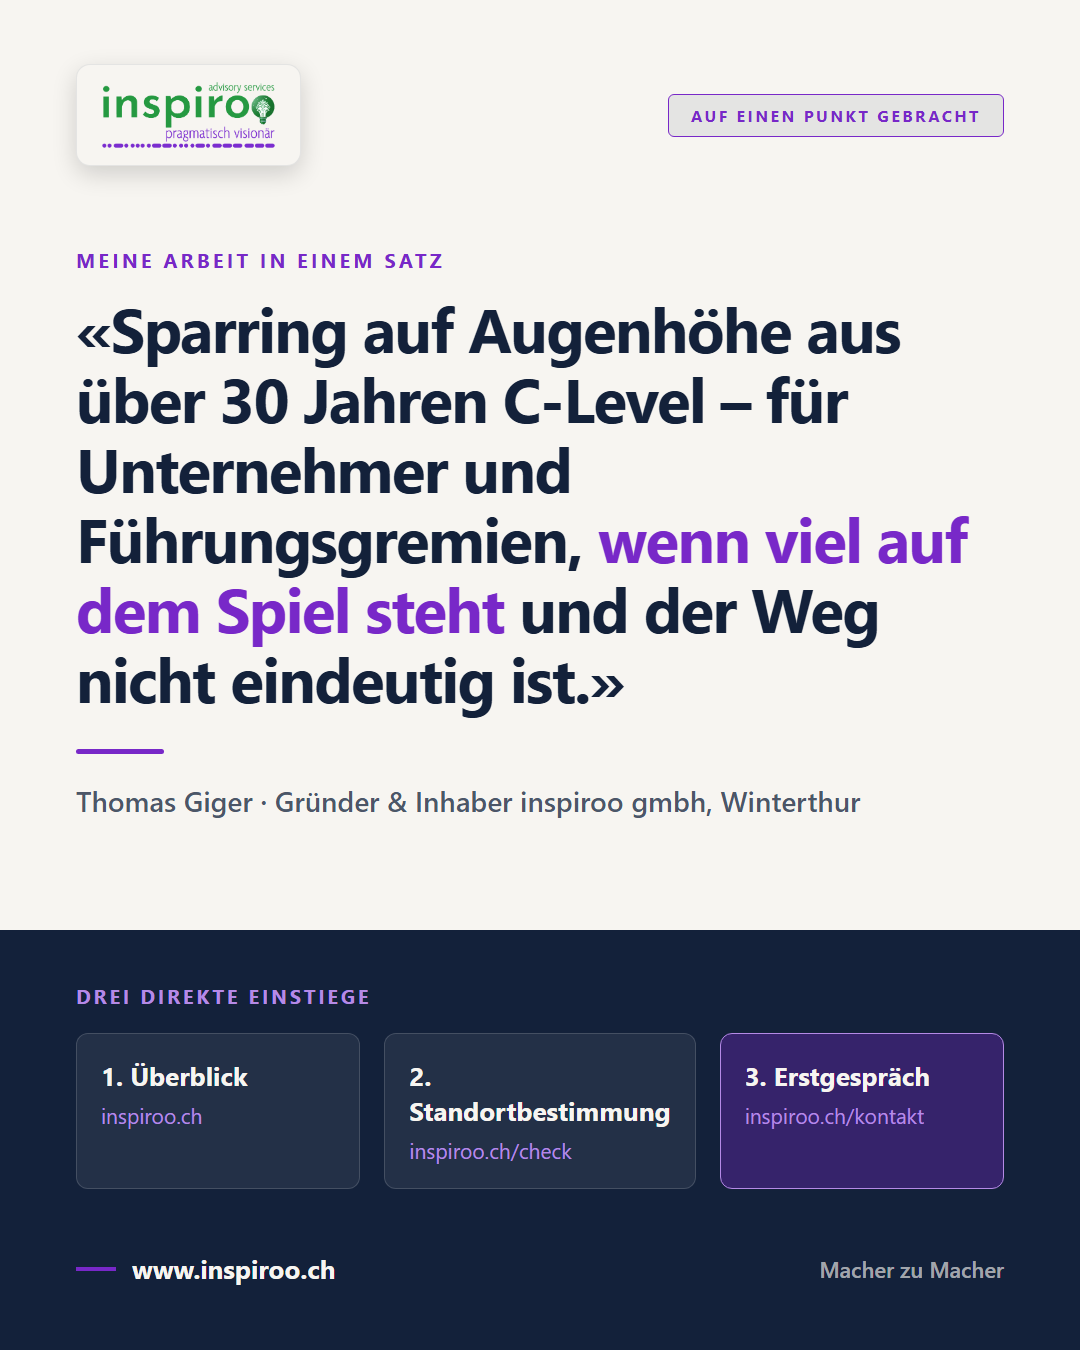 advisory services
inspiroo
pragmatisch visionär
AUF EINEN PUNKT GEBRACHT
MEINE ARBEIT IN EINEM SATZ
«Sparring auf Augenhöhe aus
über 30 Jahren C-Level – für
Unternehmer und
Führungsgremien, wenn viel auf
dem Spiel steht und der Weg
nicht eindeutig ist.»
Thomas Giger · Gründer & Inhaber inspiroo gmbh, Winterthur
DREI DIREKTE EINSTIEGE
1. Überblick
inspiroo.ch
2.
Standortbestimmung
inspiroo.ch/check
3. Erstgespräch
inspiroo.ch/kontakt
www.inspiroo.ch
Macher zu Macher